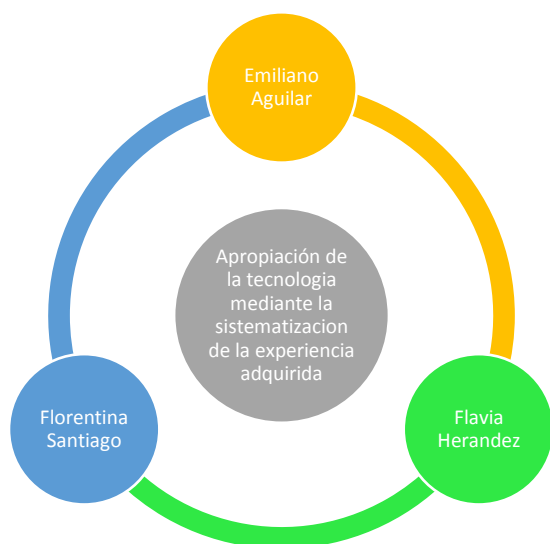 Emiliano
Aguilar
Apropiación de
la tecnologia
mediante la
sistematizacion
de la experiencia
adquirida
Florentina
Santiago
Flavia
Herandez